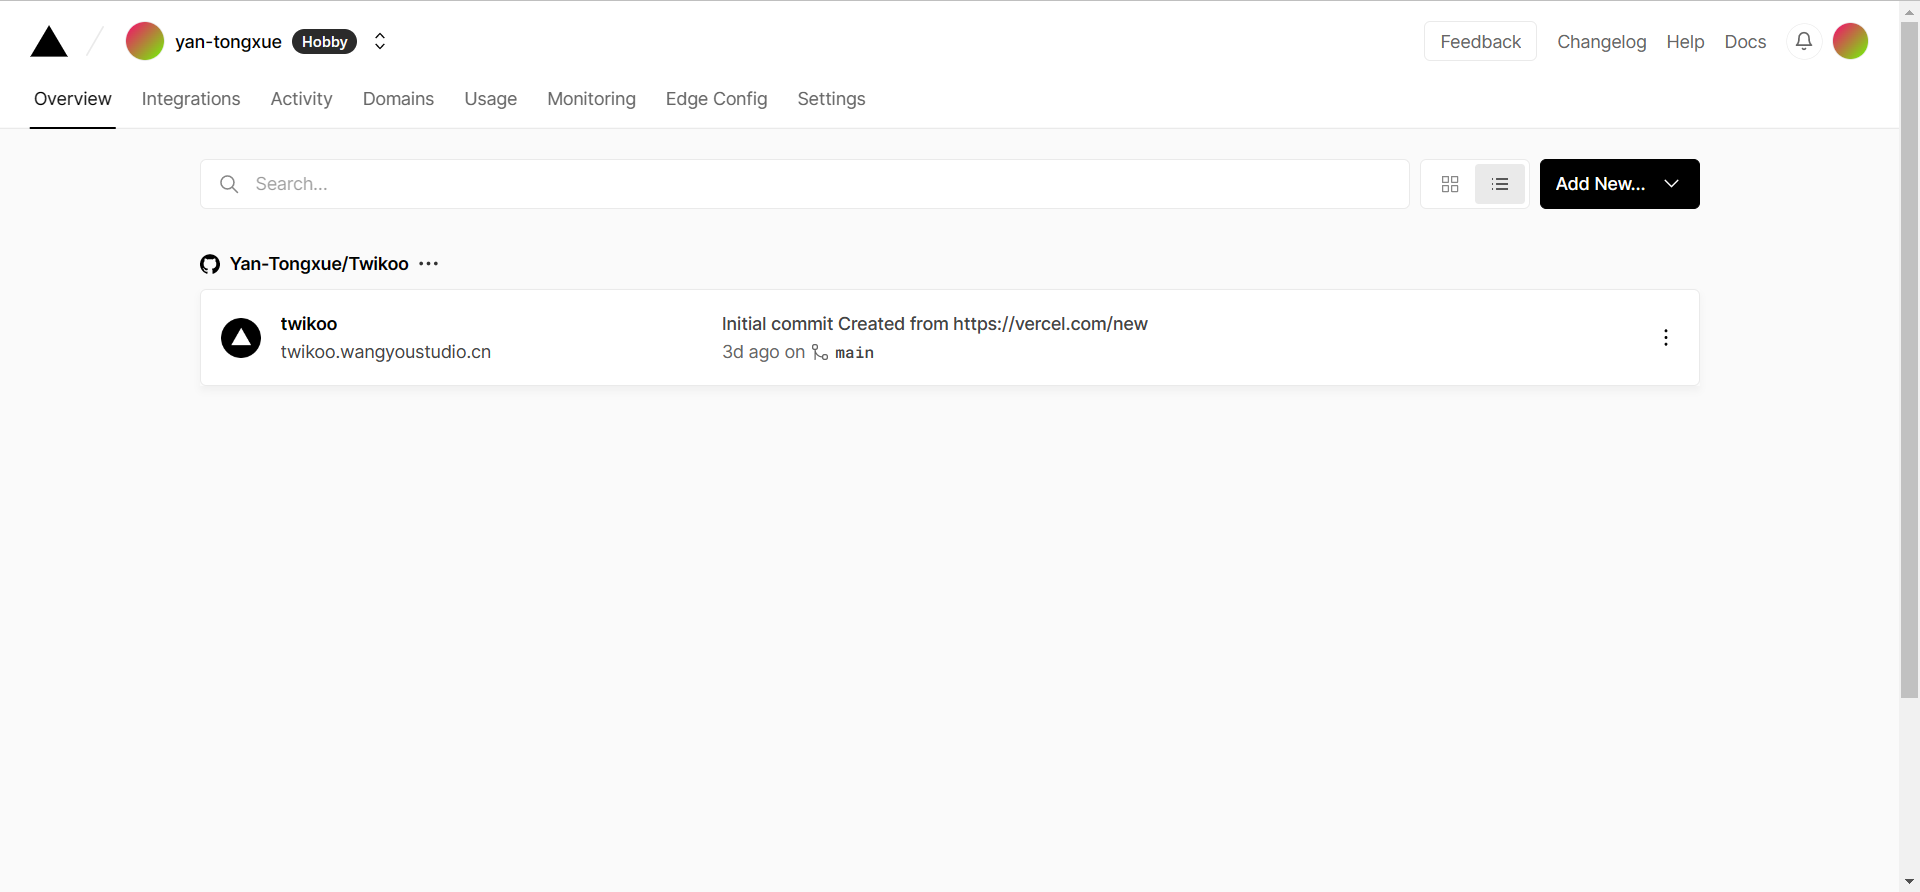 yan-tongxue Hobby
Feedback Changelog Help Docs
Overview Integrations Activity Domains Usage Monitoring Edge Config Settings
Search...
Add New...
Yan-Tongxue/Twikoo
twikoo
twikoo.wangyoustudio.cn
Initial commit Created from https://vercel.com/new
3d ago on main